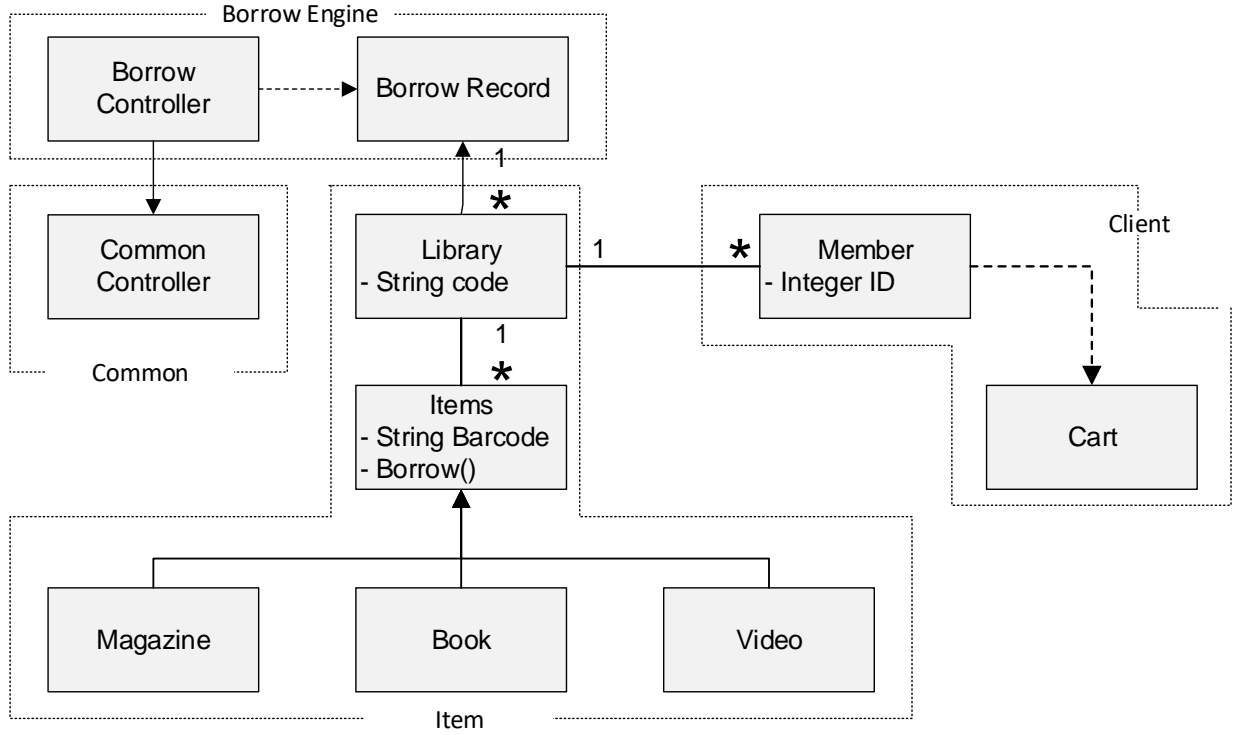 Borrow Engine
Borrow
Controller
Borrow Record
1
*
Common
Controller
Common
Library
- String code
1
*
Member
- Integer ID
Client
1
*
Items
- String Barcode
- Borrow()
Cart
Magazine
Book
Video
Item